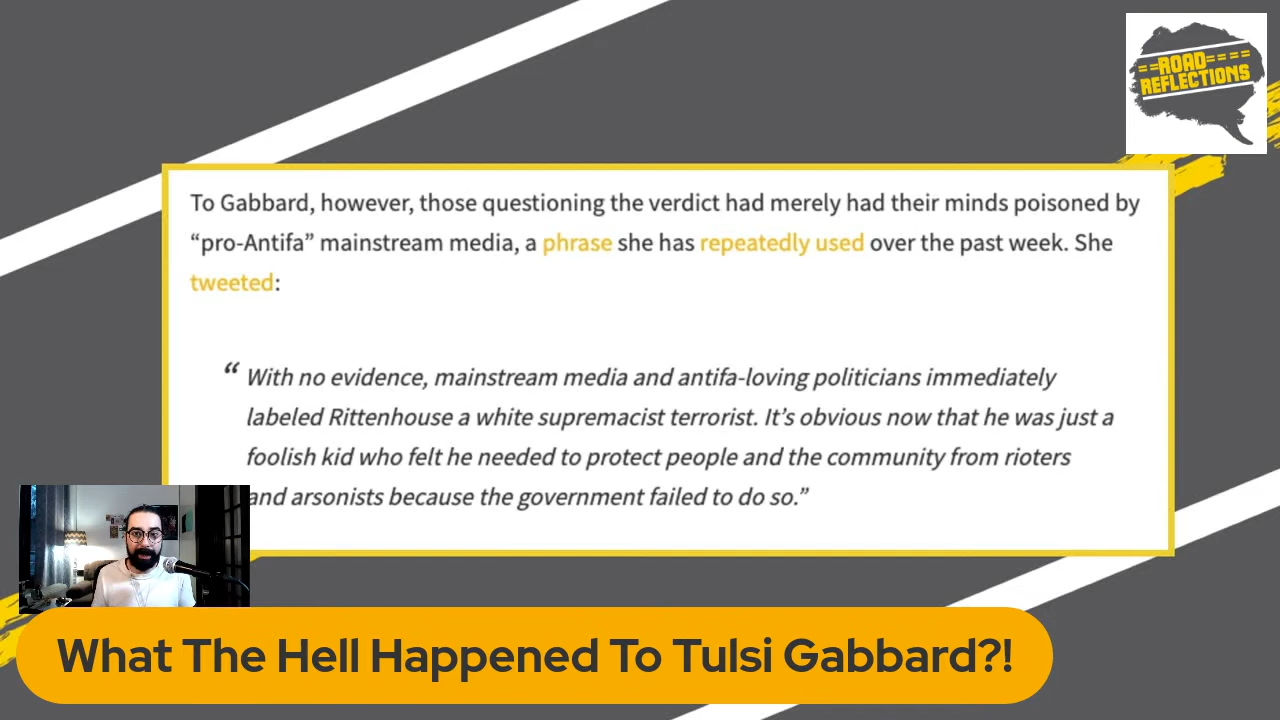 ==ROAD====
REFLECTIONS
To Gabbard, however, those questioning the verdict had merely had their minds poisoned by
“pro-Antifa” mainstream media, a phrase she has repeatedly used over the past week. She
tweeted:
“ With no evidence, mainstream media and antifa-loving politicians immediately
labeled Rittenhouse a white supremacist terrorist. It’s obvious now that he was just a
foolish kid who felt he needed to protect people and the community from rioters
and arsonists because the government failed to do so.”
What The Hell Happened To Tulsi Gabbard?!